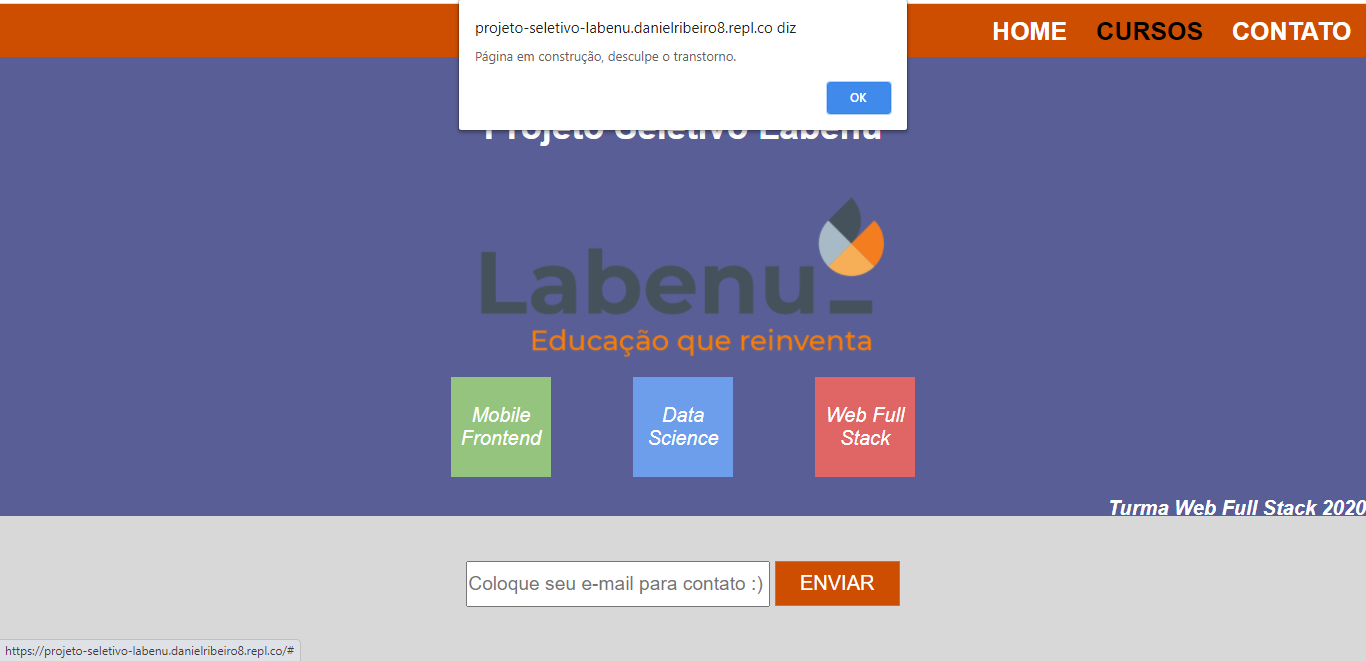 projeto-seletivo-labenu.danielribeiro8.repl.co diz
Página em construção, desculpe o transtorno.
OK
HOME CURSOS CONTATO
Projeto Seletivo Labenu
Labenu_
Educação que reinventa
Mobile
Frontend
Data
Science
Web Full
Stack
Turma Web Full Stack 2020
Coloque seu e-mail para contato :)
ENVIAR
https://projeto-seletivo-labenu.danielribeiro8.repl.co/#